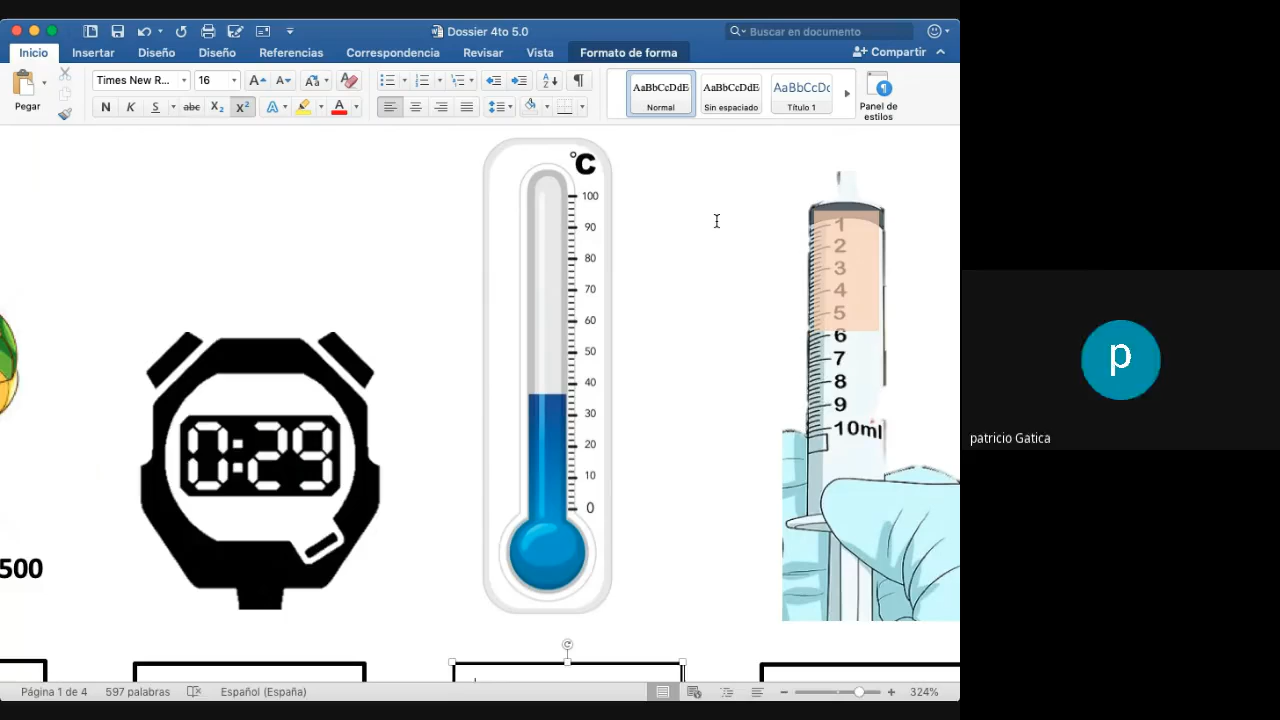 Dossier 4to 5.0
Buscar en documento
Inicio Insertar Diseño Diseño Referencias Correspondencia Revisar Vista Formato de forma Compartir
Pegar
Times New R... 16
N K S abc X₂ X²
AaBbCcDdE AaBbCcDdE AaBbCcDc
Normal Sin espaciado Título 1
Panel de
estilos
500
0:29
°C
100
90
80
70
60
50
40
30
20
10
0
1
2
3
4
5
6
7
8
9
10ml
p
patricio Gatica
Página 1 de 4 597 palabras Español (España) 324%